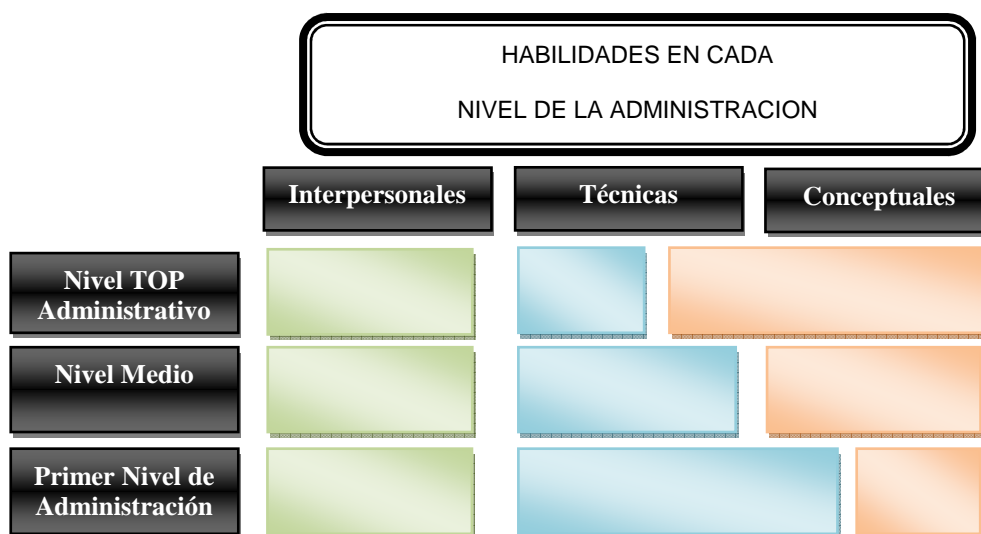 HABILIDADES EN CADA
NIVEL DE LA ADMINISTRACION
Interpersonales
Técnicas
Conceptuales
Nivel TOP
Administrativo
Nivel Medio
Primer Nivel de
Administración